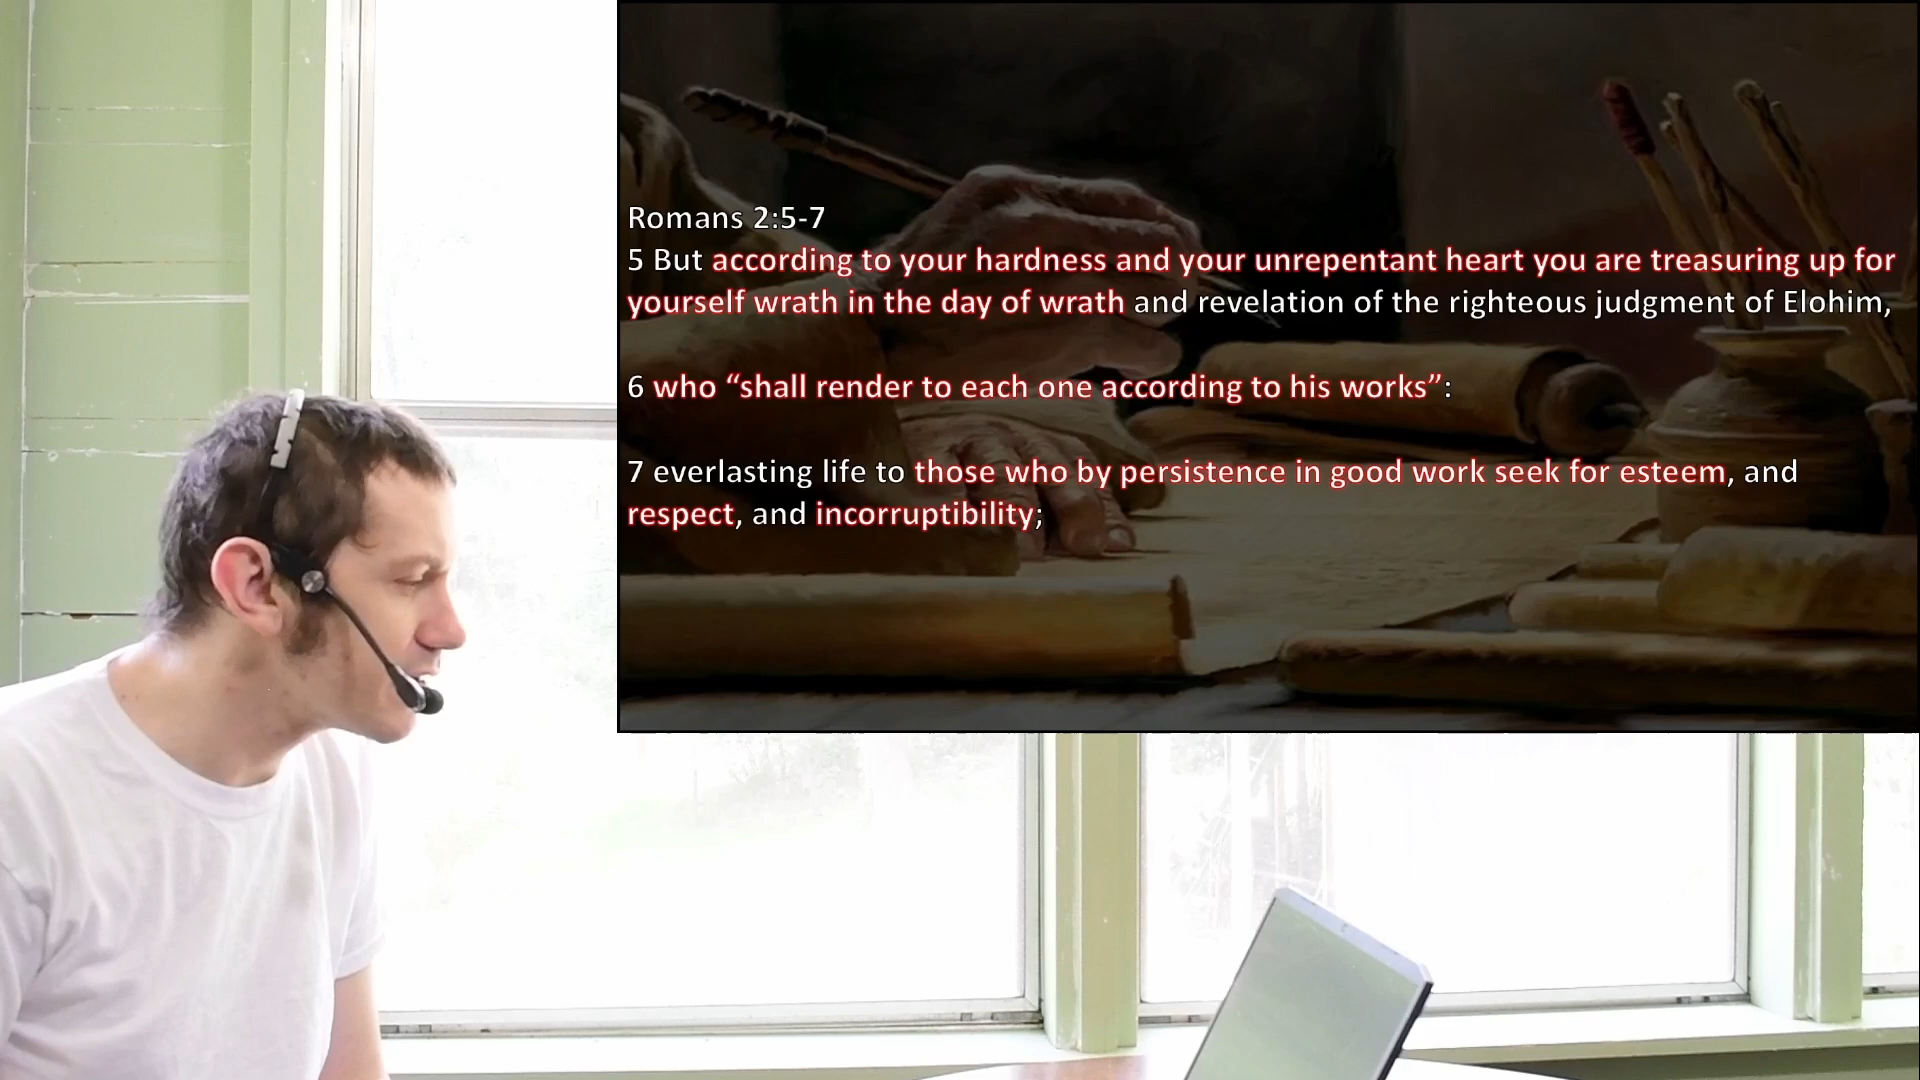 Romans 2:5-7
5 But according to your hardness and your unrepentant heart you are treasuring up for
yourself wrath in the day of wrath and revelation of the righteous judgment of Elohim,
6 who “shall render to each one according to his works”:
7 everlasting life to those who by persistence in good work seek for esteem, and
respect, and incorruptibility;